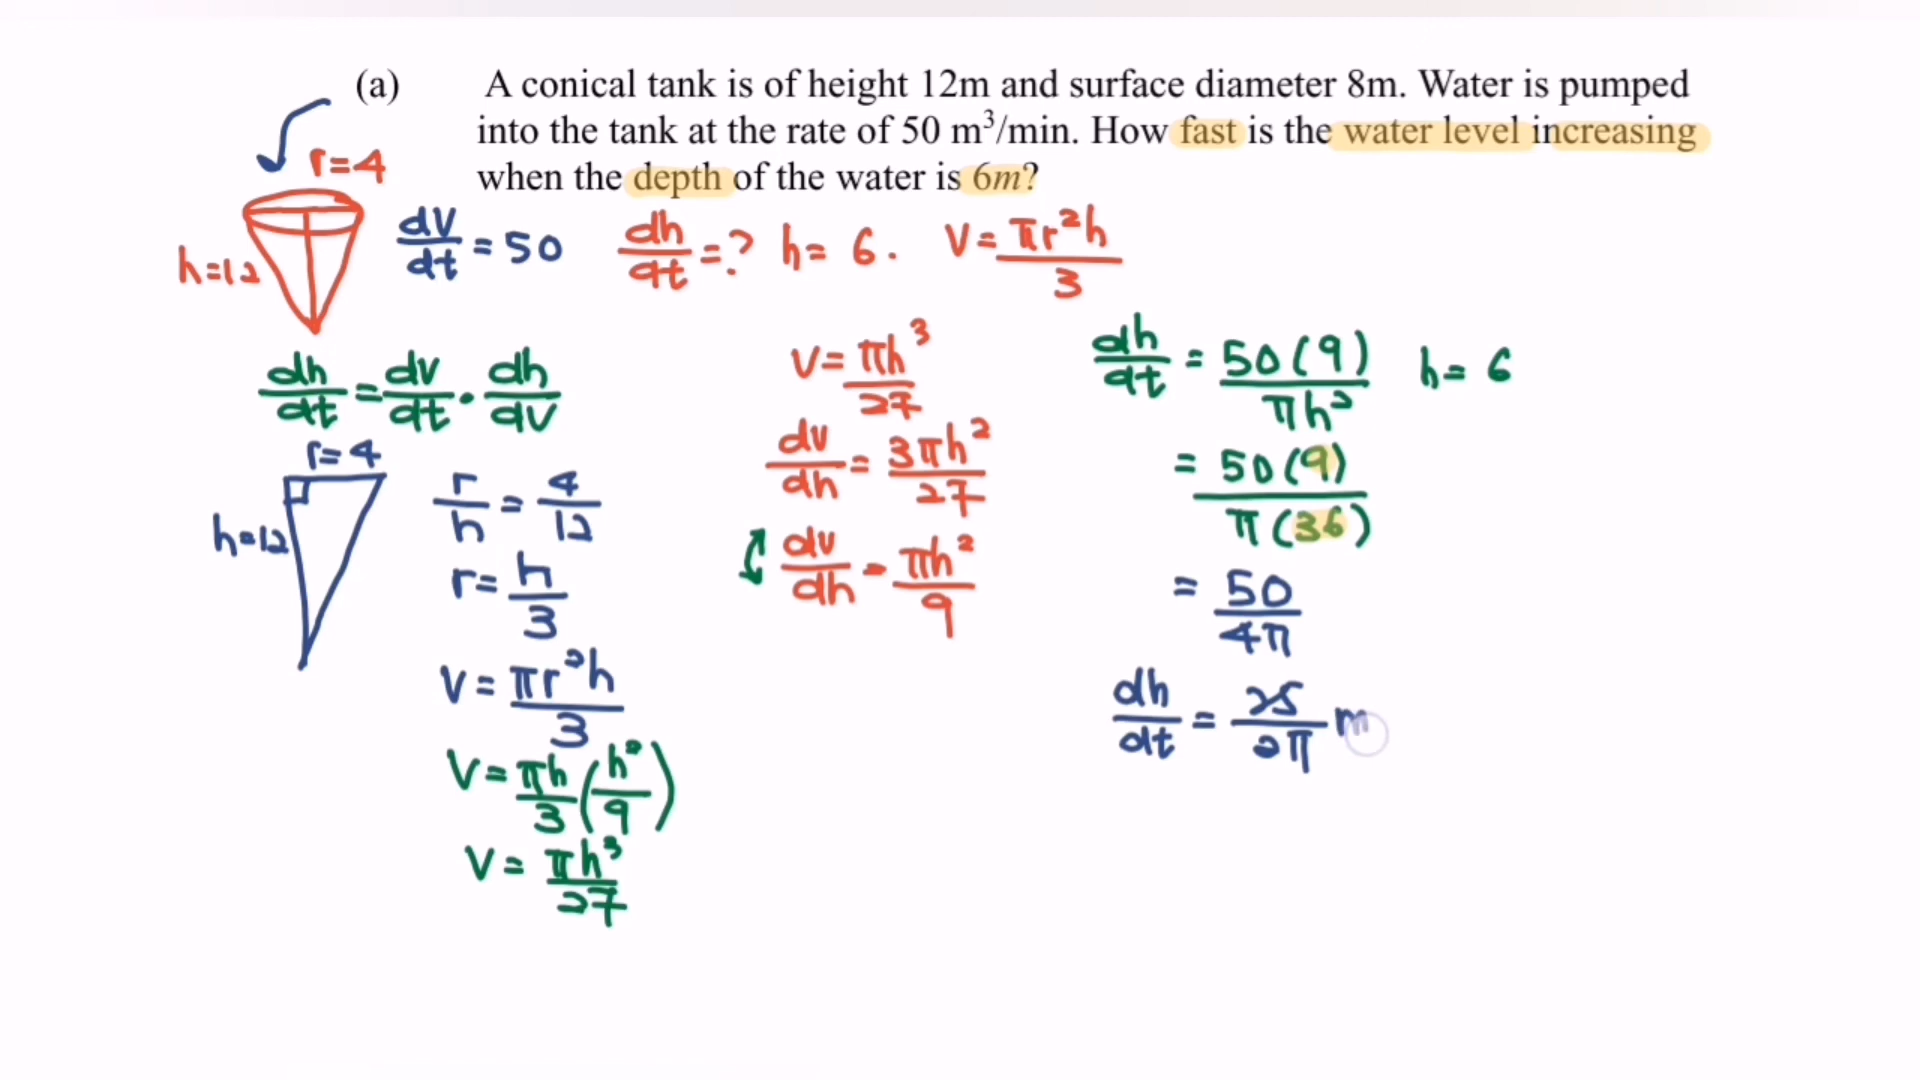 (a) A conical tank is of height 12m and surface diameter 8m. Water is pumped
into the tank at the rate of 50 m³/min. How fast is the water level increasing
when the depth of the water is 6m?
r=4
h=12
dV/dt = 50
dh/dt = ?
h= 6.
V= πr²h/3
dh/dt = dv/dt · dh/dV
r=4
h=12
r/h = 4/12
r= h/3
V= πr²h/3
V= πh/3 (h²/9)
V= πh³/27
V= πh³/27
dv/dh = 3πh²/27
dv/dh = πh²/9
dh/dt = 50(9)/πh² h= 6
= 50(9)/π(36)
= 50/4π
dh/dt = 25/2π m